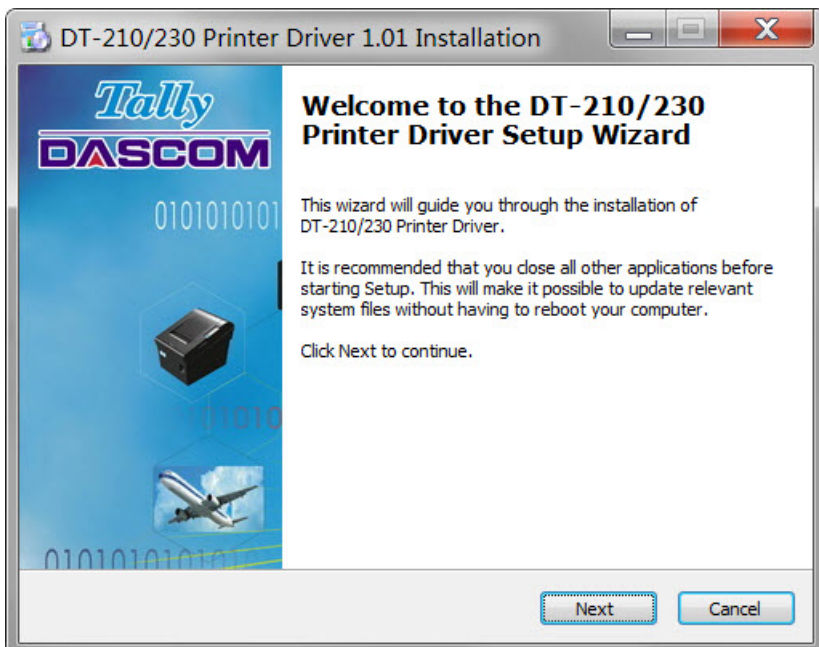 DT-210/230 Printer Driver 1.01 Installation
Tally
DASCOM
0101010101
01010
Welcome to the DT-210/230
Printer Driver Setup Wizard
This wizard will guide you through the installation of
DT-210/230 Printer Driver.
It is recommended that you close all other applications before
starting Setup. This will make it possible to update relevant
system files without having to reboot your computer.
Click Next to continue.
Next
Cancel